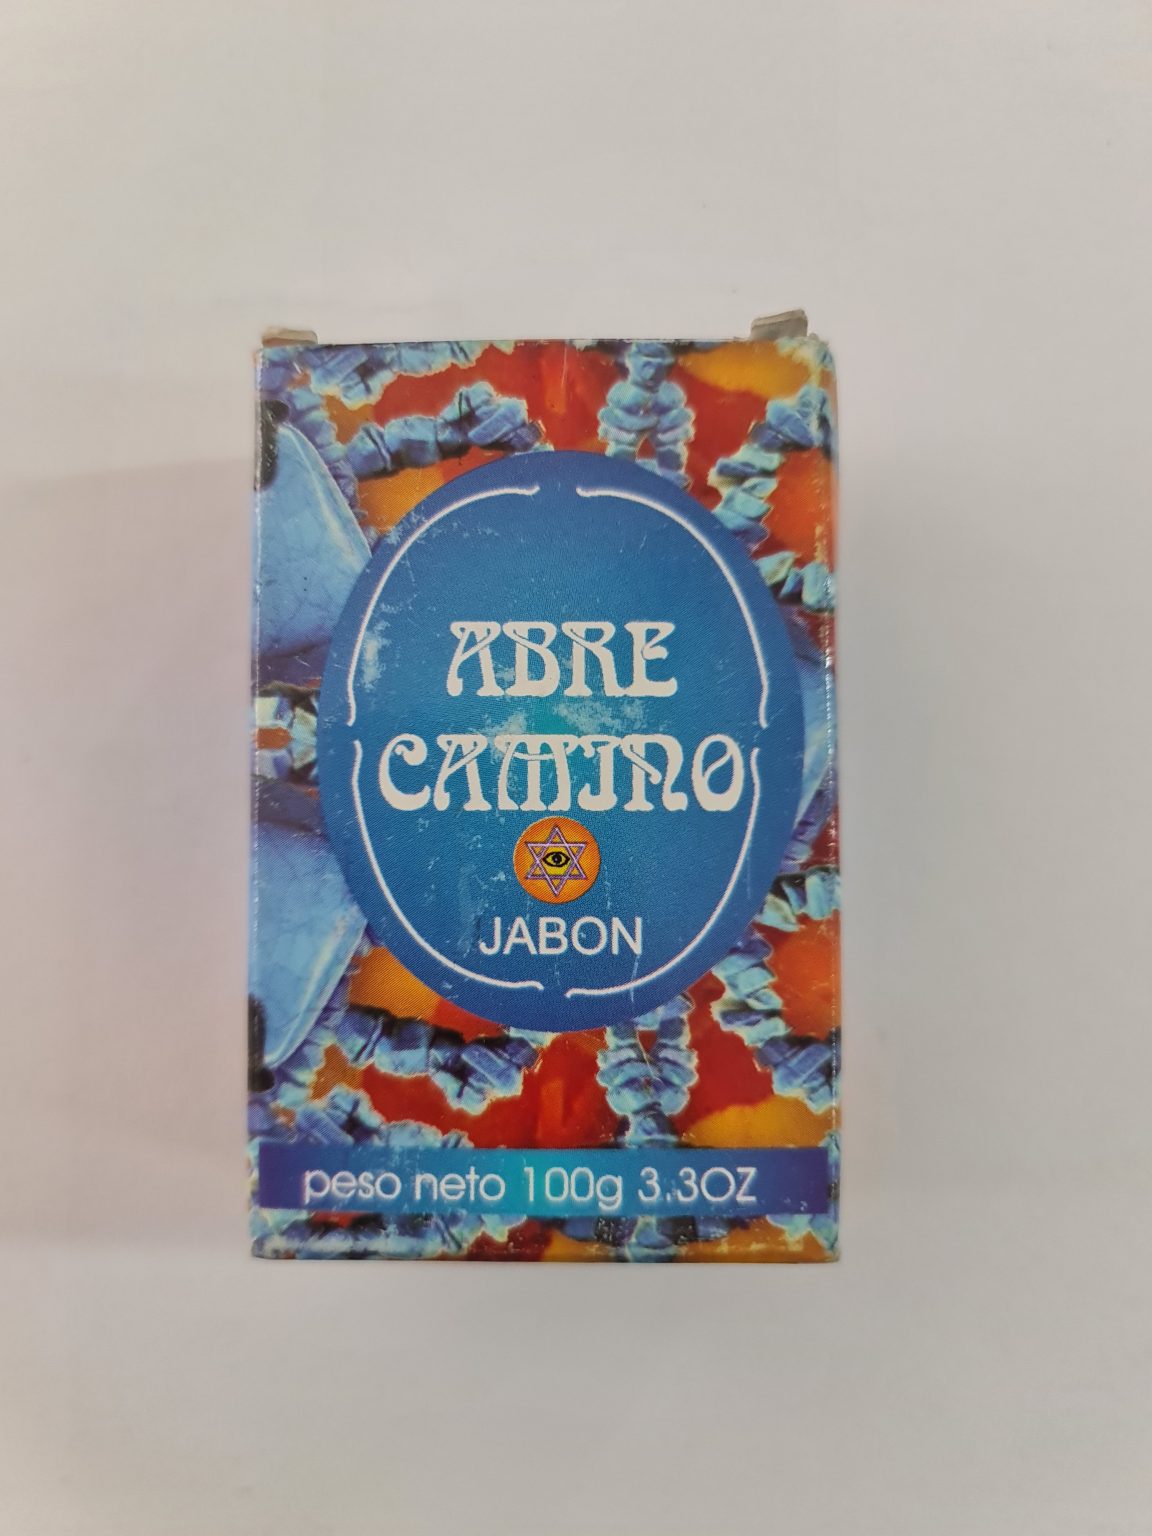 ABRE
CAMINO
JABON
peso neto 100g 3.3OZ